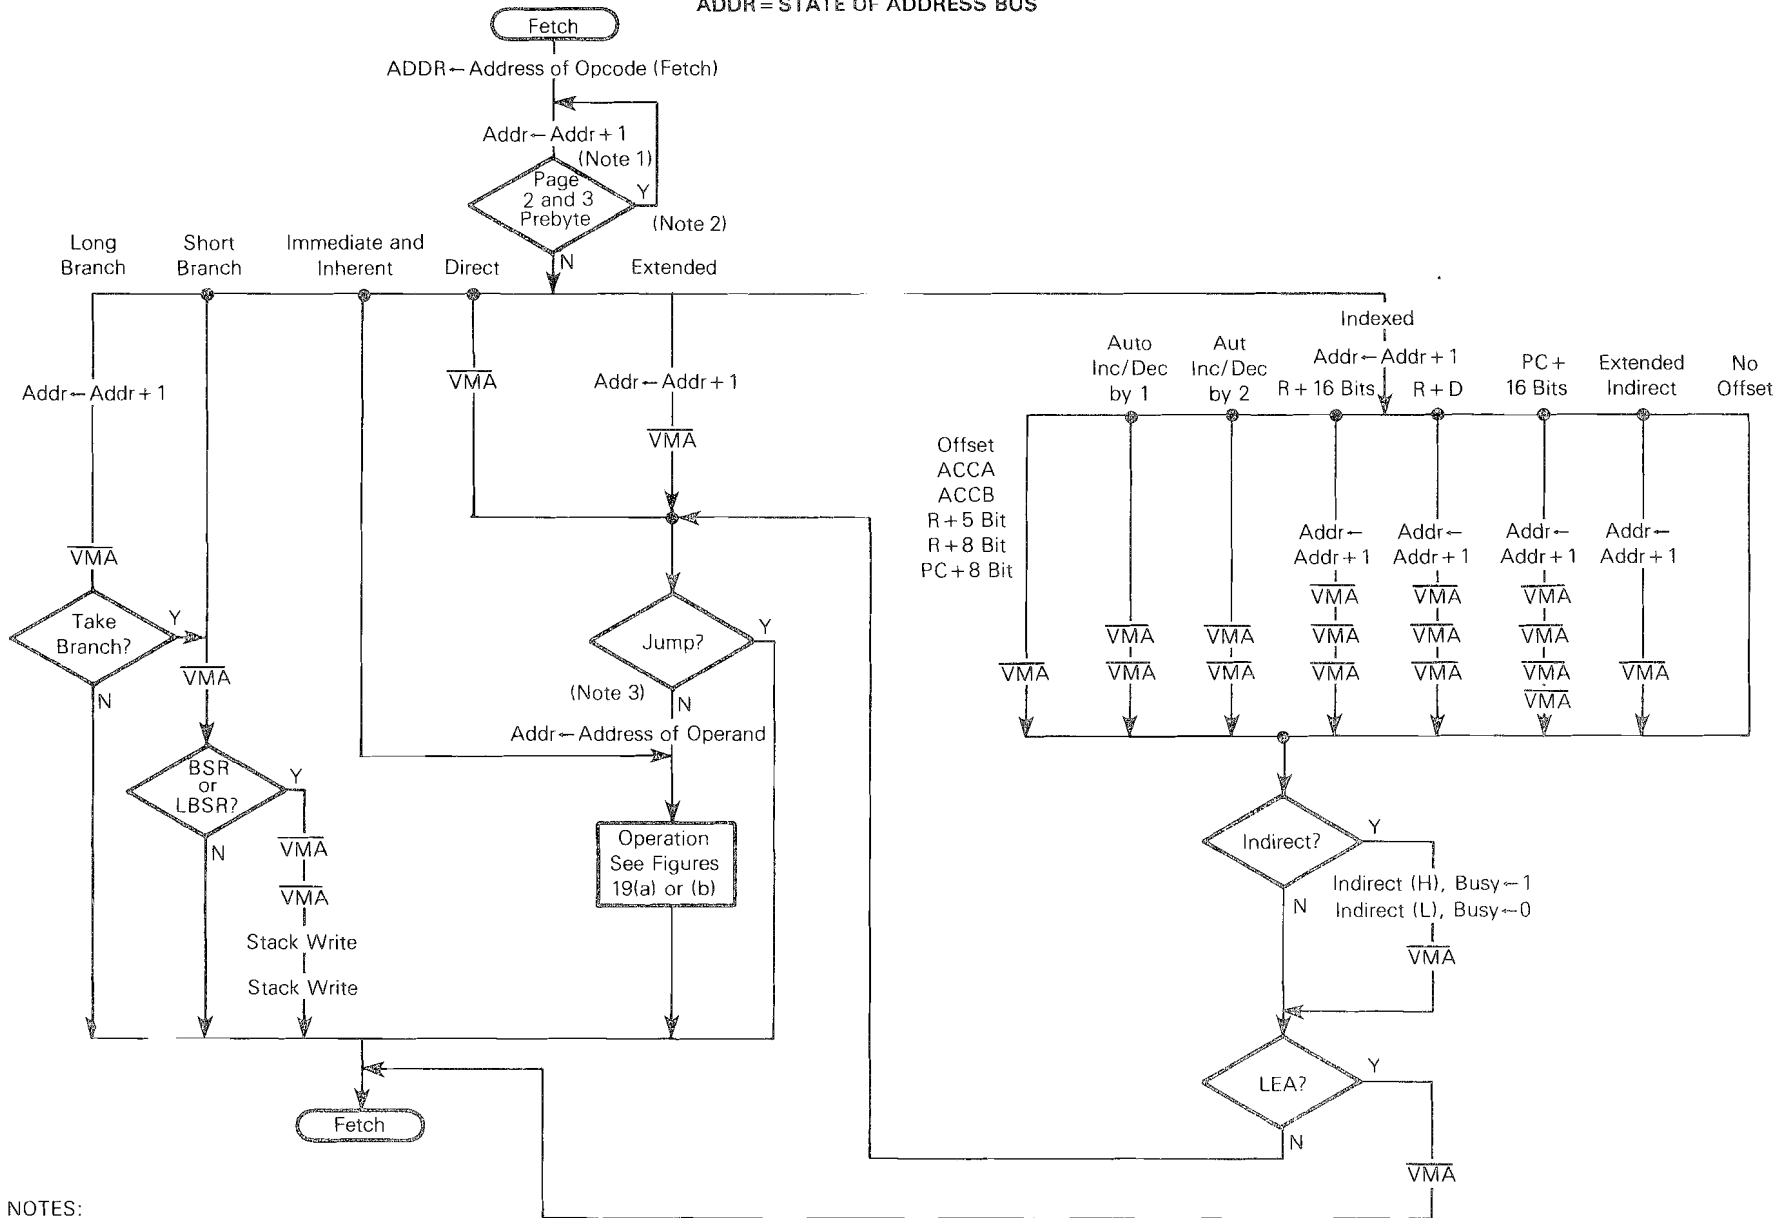 ADDR = STATE OF ADDRESS BUS
Fetch
ADDR←Address of Opcode (Fetch)
Addr←Addr + 1
(Note 1)
Page
2 and 3
Prebyte
Y
(Note 2)
N
Long
Branch
Short
Branch
Immediate and
Inherent
Direct
Extended
Addr←Addr + 1
VMA
Take
Branch?
Y
N
VMA
BSR
or
LBSR?
Y
N
VMA
VMA
Stack Write
Stack Write
VMA
Addr←Addr + 1
VMA
Jump?
Y
(Note 3)
N
Addr←Address of Operand
Operation
See Figures
19(a) or (b)
Fetch
Indexed
Addr←Addr + 1
Auto
Inc/Dec
by 1
Aut
Inc/Dec
by 2
R + 16 Bits
R + D
PC +
16 Bits
Extended
Indirect
No
Offset
Offset
ACCA
ACCB
R + 5 Bit
R + 8 Bit
PC + 8 Bit
VMA
VMA
VMA
VMA
VMA
Addr←
Addr + 1
VMA
VMA
VMA
Addr←
Addr + 1
VMA
VMA
VMA
Addr←
Addr + 1
VMA
VMA
VMA
VMA
Addr←
Addr + 1
VMA
Indirect?
Y
N
Indirect (H), Busy←1
Indirect (L), Busy←0
VMA
LEA?
Y
N
VMA
NOTES: